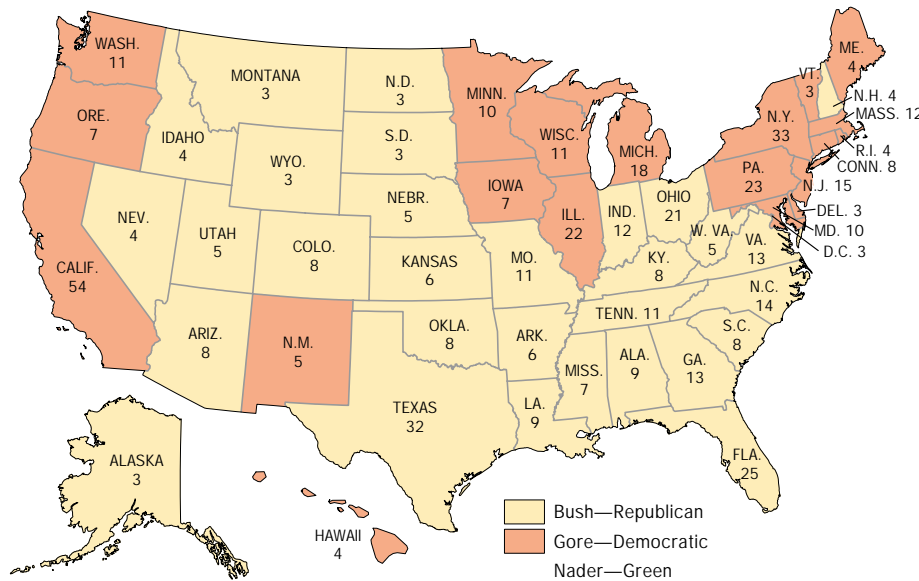 WASH.
11
ORE.
7
CALIF.
54
IDAHO
4
NEV.
4
MONTANA
3
WYO.
3
UTAH
5
COLO.
8
ARIZ.
8
N.M.
5
N.D.
3
S.D.
3
NEBR.
5
KANSAS
6
OKLA.
8
TEXAS
32
MINN.
10
IOWA
7
MO.
11
ARK.
6
LA.
9
WISC.
11
ILL.
22
MICH.
18
IND.
12
OHIO
21
KY.
8
TENN. 11
MISS.
7
ALA.
9
GA.
13
FLA.
25
S.C.
8
N.C.
14
VA.
13
W. VA.
5
PA.
23
N.Y.
33
VT.
3
ME.
4
N.H. 4
MASS. 12
R.I. 4
CONN. 8
N.J. 15
DEL. 3
MD. 10
D.C. 3
ALASKA
3
HAWAII
4
Bush—Republican
Gore—Democratic
Nader—Green